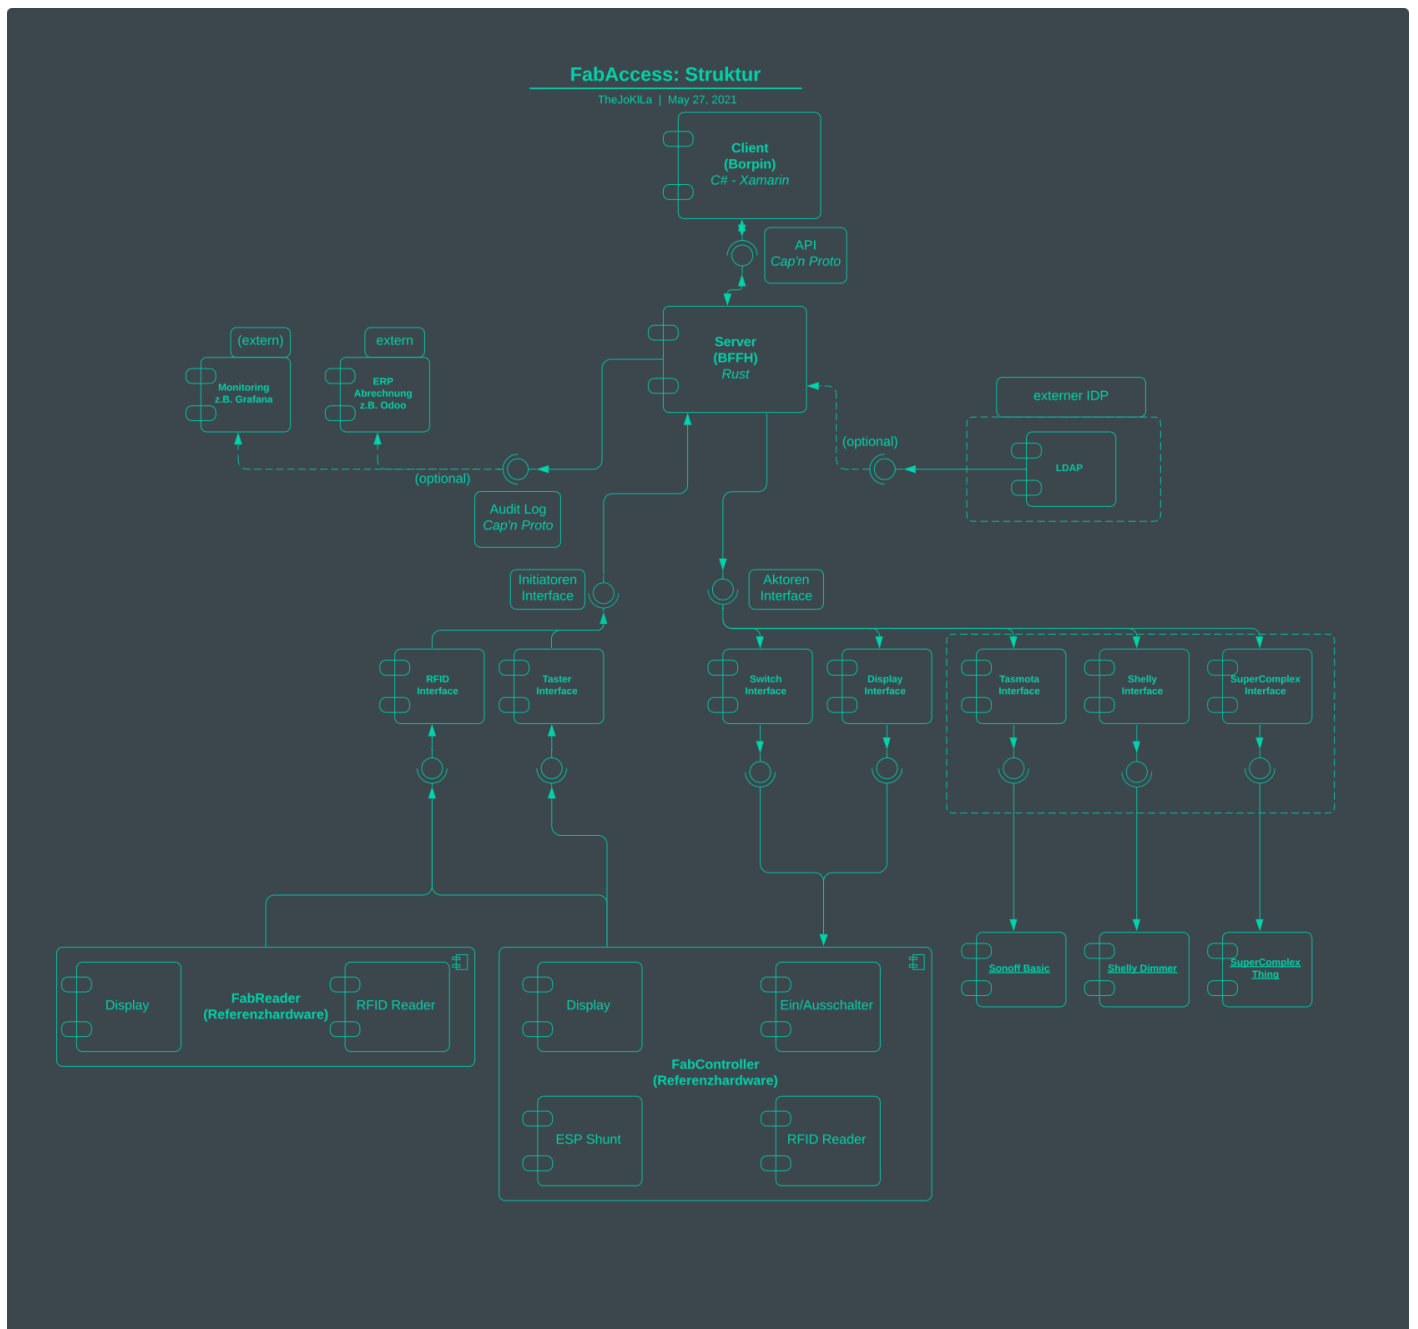 FabAccess: Struktur
TheJoKlLa | May 27, 2021
Client
(Borpin)
C# - Xamarin
API
Cap'n Proto
Server
(BFFH)
Rust
(extern)
Monitoring
z.B. Grafana
extern
ERP
Abrechnung
z.B. Odoo
(optional)
Audit Log
Cap'n Proto
(optional)
externer IDP
LDAP
Initiatoren
Interface
Aktoren
Interface
RFID
Interface
Taster
Interface
Switch
Interface
Display
Interface
Tasmota
Interface
Shelly
Interface
SuperComplex
Interface
Display
FabReader
(Referenzhardware)
RFID Reader
Display
Ein/Ausschalter
FabController
(Referenzhardware)
ESP Shunt
RFID Reader
Sonoff Basic
Shelly Dimmer
SuperComplex
Thing